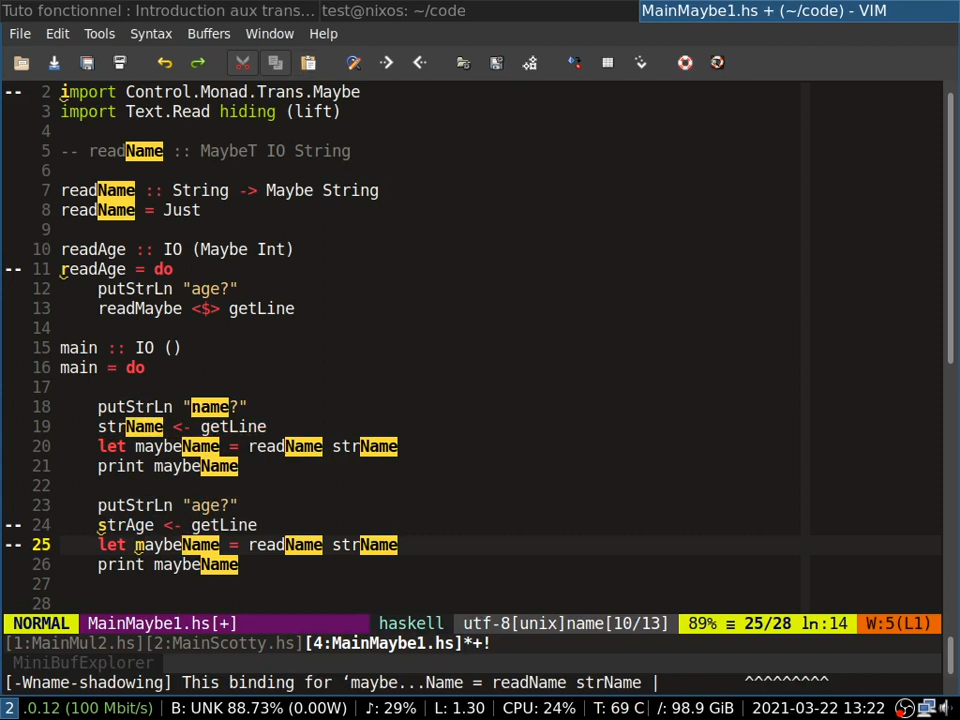 Tuto fonctionnel : Introduction aux trans... test@nixos: ~/code MainMaybe1.hs + (~/code) - VIM
File Edit Tools Syntax Buffers Window Help
-- 2 import Control.Monad.Trans.Maybe
3 import Text.Read hiding (lift)
4
5 -- readName :: MaybeT IO String
6
7 readName :: String -> Maybe String
8 readName = Just
9
10 readAge :: IO (Maybe Int)
-- 11 readAge = do
12 putStrLn "age?"
13 readMaybe <$> getLine
14
15 main :: IO ()
16 main = do
17
18 putStrLn "name?"
19 strName <- getLine
20 let maybeName = readName strName
21 print maybeName
22
23 putStrLn "age?"
-- 24 strAge <- getLine
-- 25 let maybeName = readName strName
26 print maybeName
27
28
NORMAL MainMaybe1.hs[+] haskell utf-8[unix]name[10/13] 89% ≡ 25/28 ln:14 W:5(L1)
[1:MainMul2.hs][2:MainScotty.hs][4:MainMaybe1.hs]*+!
MiniBufExplorer
[-Wname-shadowing] This binding for ‘maybe...Name = readName strName | ^^^^^^^^^
2 .0.12 (100 Mbit/s) B: UNK 88.73% (0.00W) ♪: 29% L: 1.30 CPU: 24% T: 69 C /: 98.9 GiB 2021-03-22 13:22